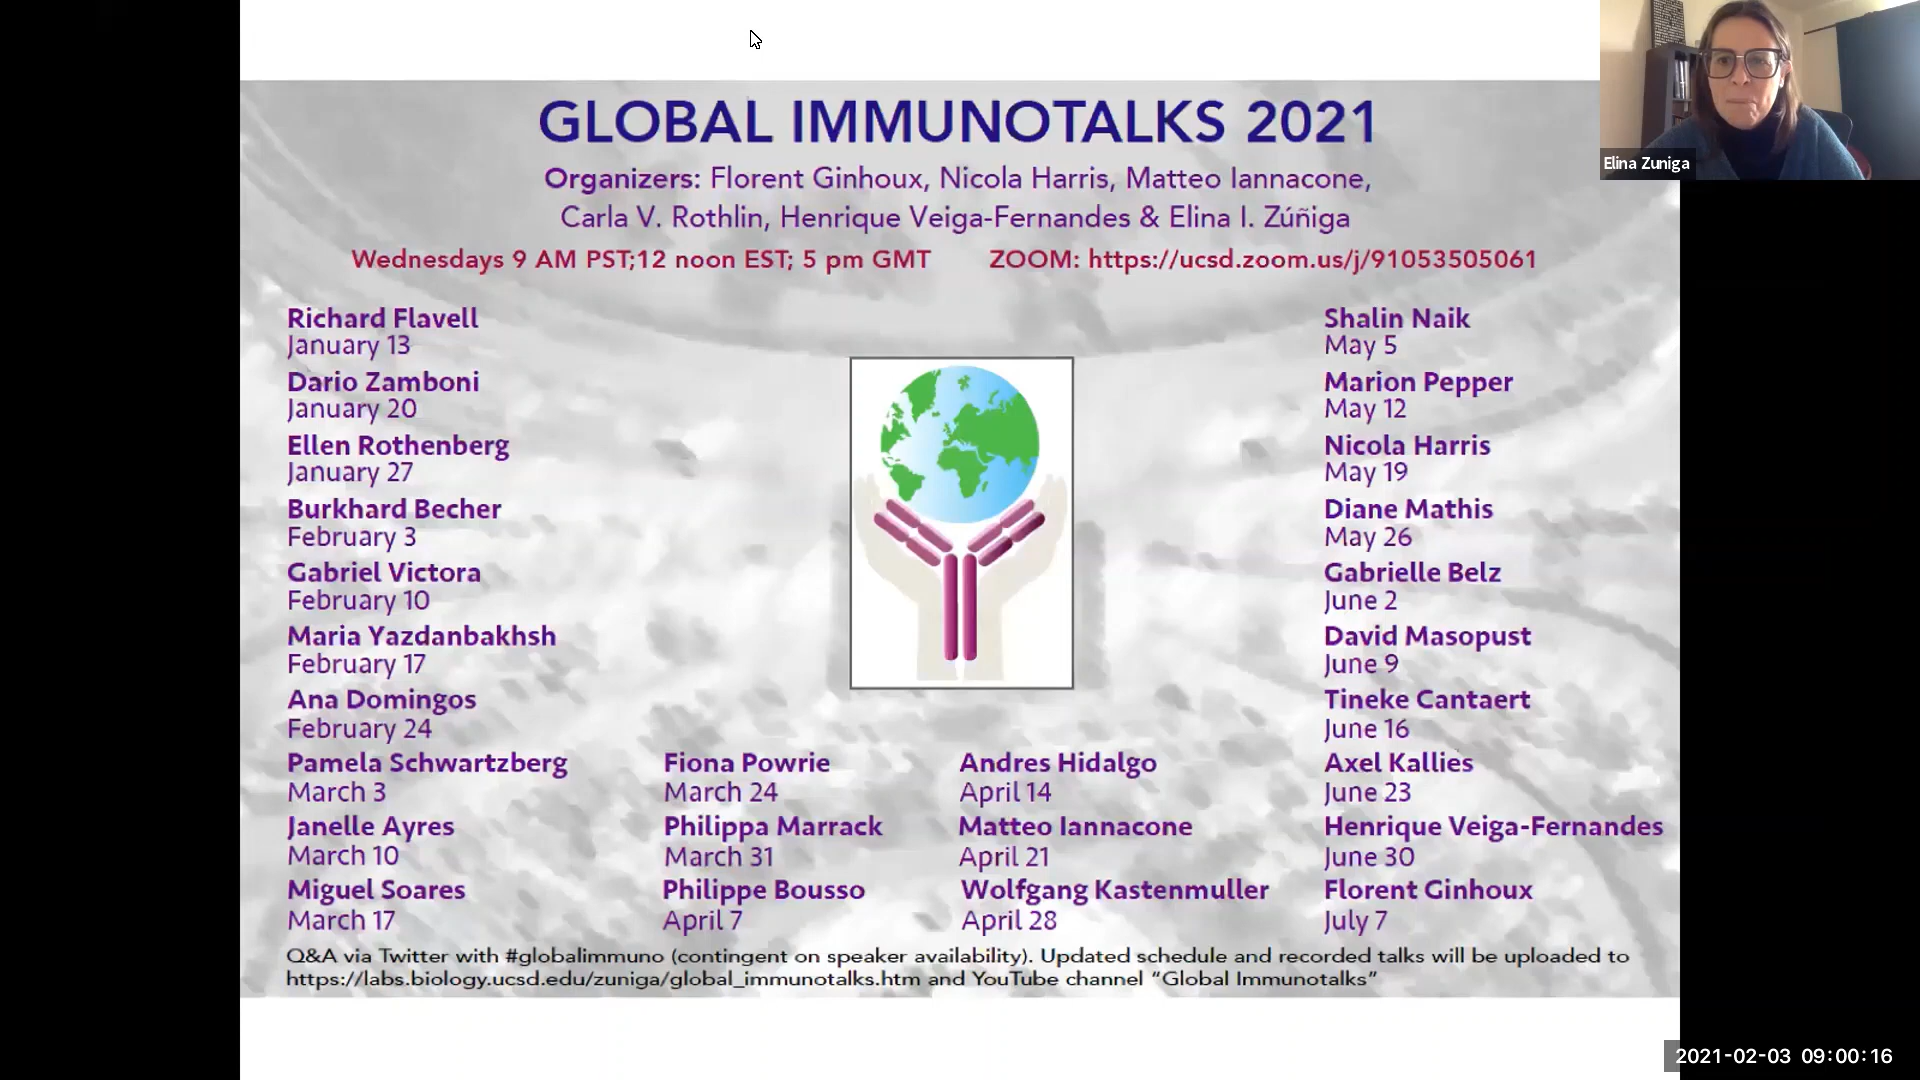 GLOBAL IMMUNOTALKS 2021
Organizers: Florent Ginhoux, Nicola Harris, Matteo Iannacone,
Carla V. Rothlin, Henrique Veiga-Fernandes & Elina I. Zúñiga
Wednesdays 9 AM PST;12 noon EST; 5 pm GMT ZOOM: https://ucsd.zoom.us/j/91053505061
Richard Flavell
January 13
Dario Zamboni
January 20
Ellen Rothenberg
January 27
Burkhard Becher
February 3
Gabriel Victora
February 10
Maria Yazdanbakhsh
February 17
Ana Domingos
February 24
Pamela Schwartzberg
March 3
Janelle Ayres
March 10
Miguel Soares
March 17
Fiona Powrie
March 24
Philippa Marrack
March 31
Philippe Bousso
April 7
Andres Hidalgo
April 14
Matteo Iannacone
April 21
Wolfgang Kastenmuller
April 28
Shalin Naik
May 5
Marion Pepper
May 12
Nicola Harris
May 19
Diane Mathis
May 26
Gabrielle Belz
June 2
David Masopust
June 9
Tineke Cantaert
June 16
Axel Kallies
June 23
Henrique Veiga-Fernandes
June 30
Florent Ginhoux
July 7
Q&A via Twitter with #globalimmuno (contingent on speaker availability). Updated schedule and recorded talks will be uploaded to
https://labs.biology.ucsd.edu/zuniga/global_immunotalks.htm and YouTube channel “Global Immunotalks”
Elina Zuniga
2021-02-03 09:00:16